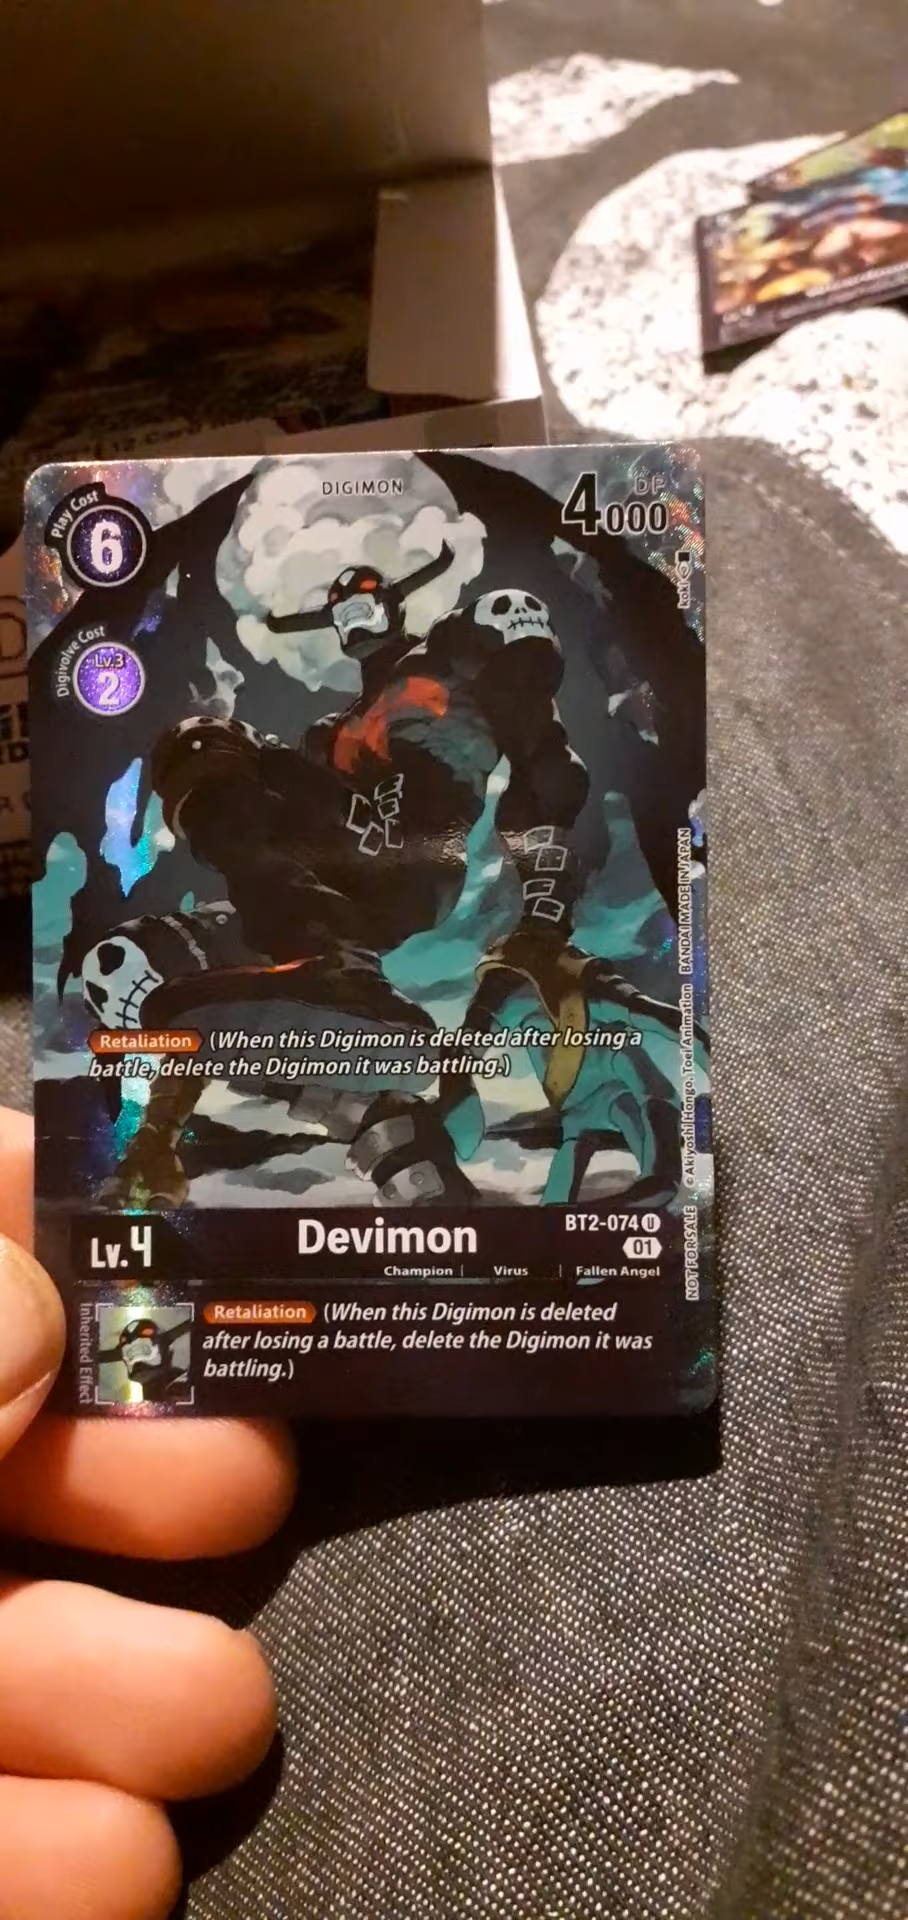 DIGIMON
Play Cost
6
DP
4000
Digivolve Cost
Lv.3
2
Retaliation (When this Digimon is deleted after losing a
battle, delete the Digimon it was battling.)
NOT FOR SALE © Akiyoshi Hongo, Toei Animation BANDAI MADE IN JAPAN
Lv.4
Devimon
BT2-074 U
01
Champion | Virus | Fallen Angel
Inherited Effect
Retaliation (When this Digimon is deleted
after losing a battle, delete the Digimon it was
battling.)